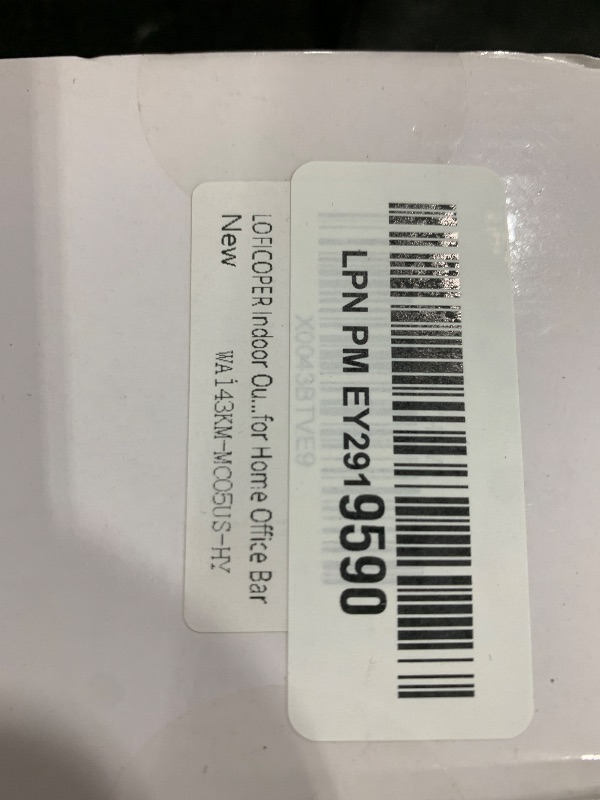 LPN PM EY2919590
X0043BTVE9
LOFICOPER Indoor Ou...for Home Office Bar
New
WA143KM-MC05US-HY